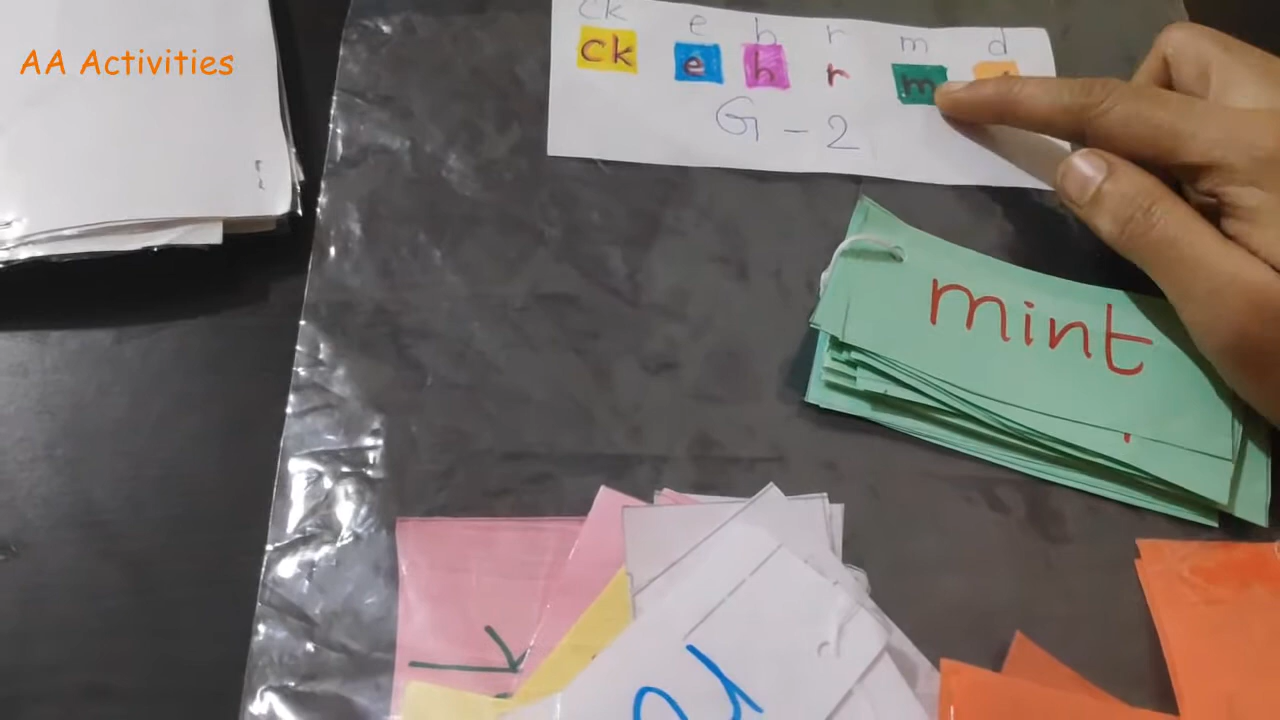 AA Activities
ck e h r m d
ck e h r m
G-2
mint